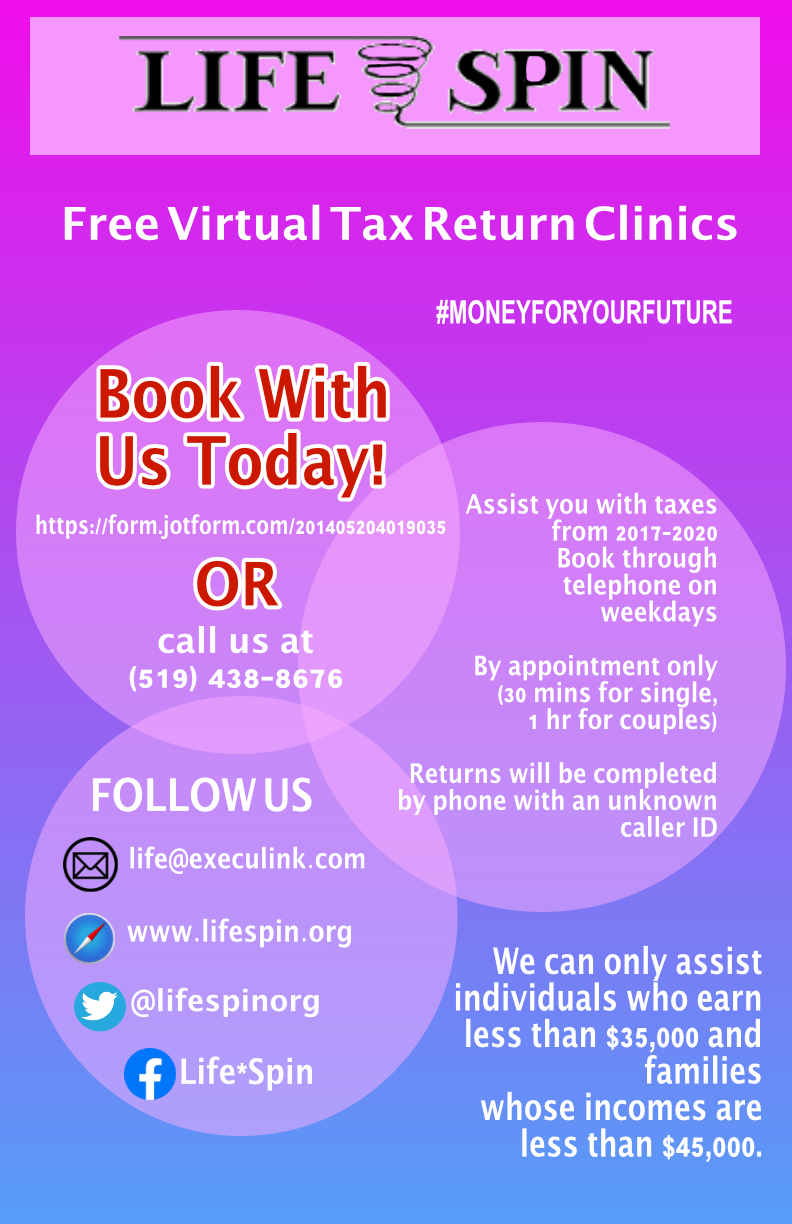 LIFE SPIN
Free Virtual Tax Return Clinics
#MONEYFORYOURFUTURE
Book With
Us Today!
https://form.jotform.com/201405204019035
OR
call us at
(519) 438-8676
Assist you with taxes
from 2017-2020
Book through
telephone on
weekdays
By appointment only
(30 mins for single,
1 hr for couples)
Returns will be completed
by phone with an unknown
caller ID
FOLLOW US
life@execulink.com
www.lifespin.org
@lifespinorg
Life*Spin
We can only assist
individuals who earn
less than $35,000 and
families
whose incomes are
less than $45,000.